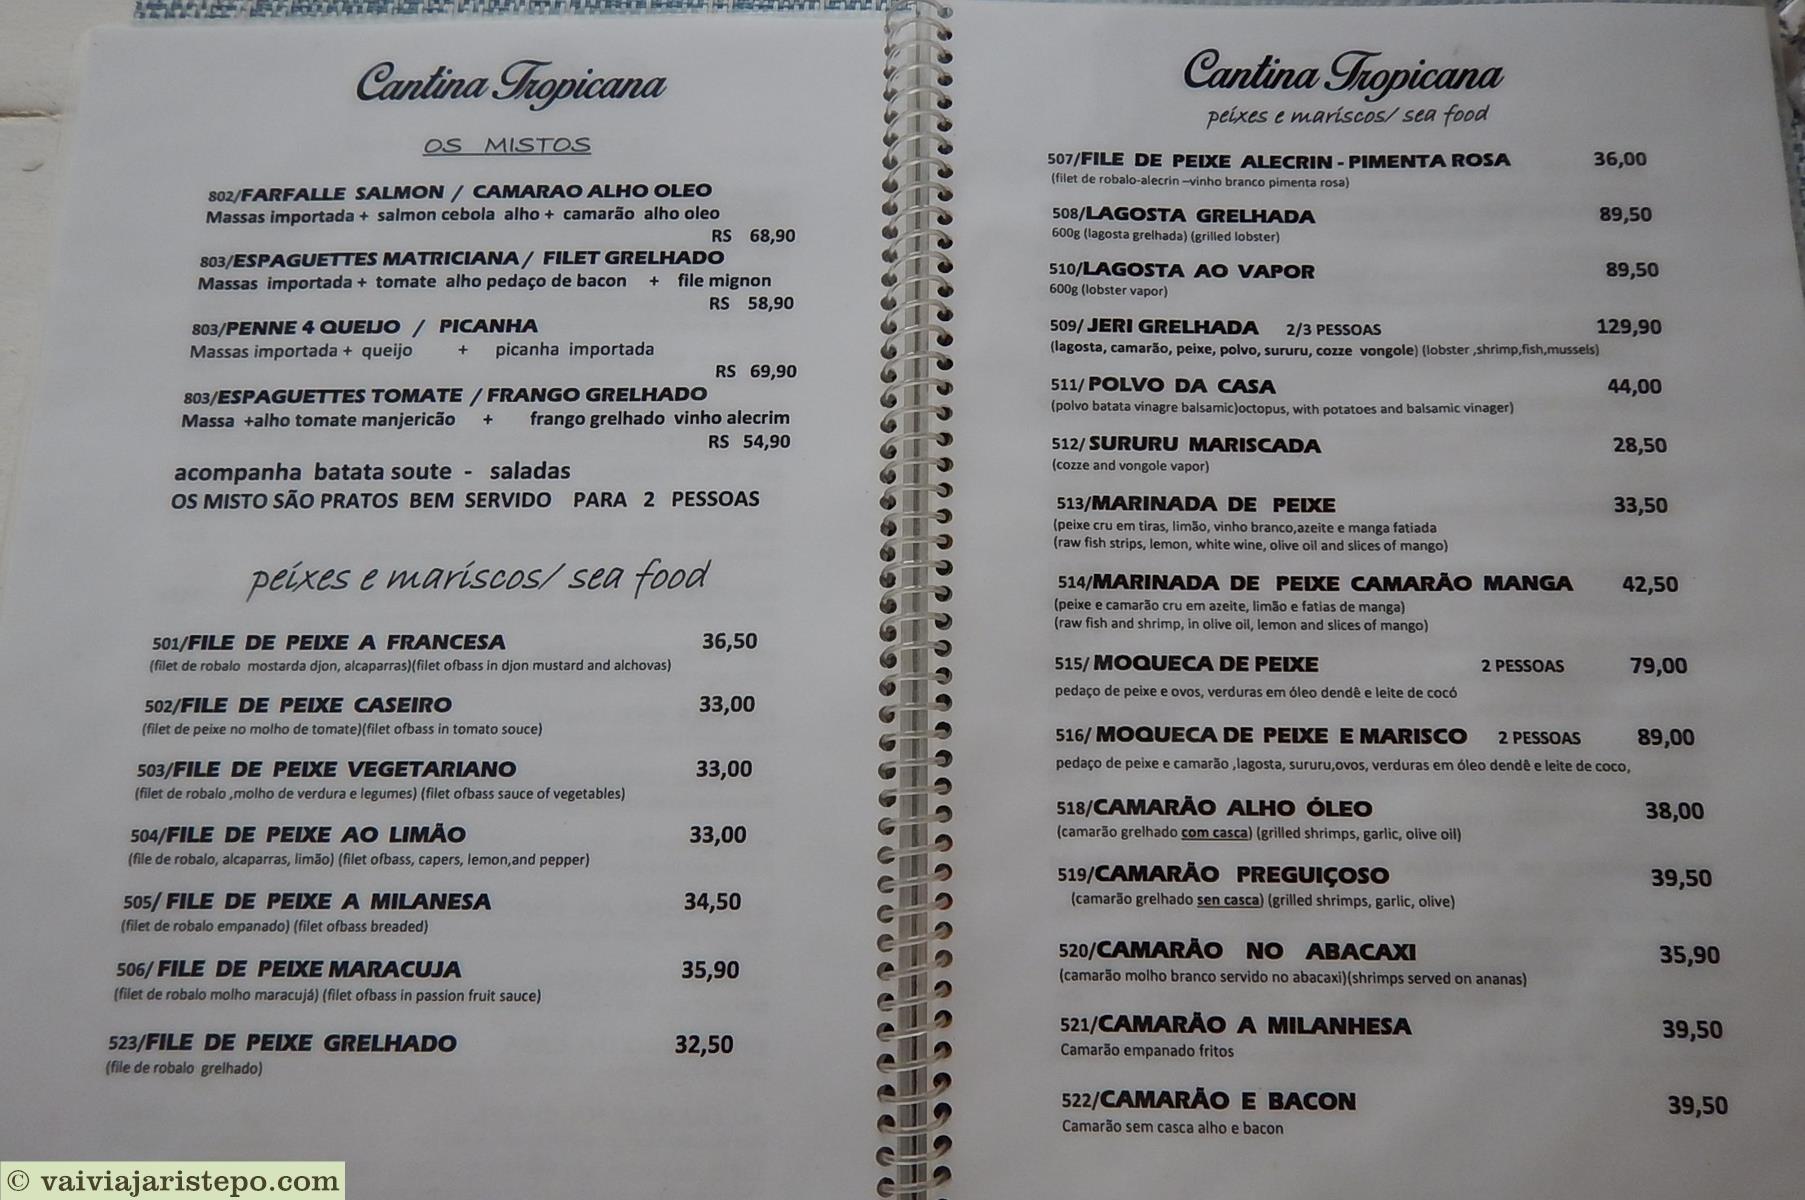 Cantina Tropicana
OS MISTOS
802/FARFALLE SALMON / CAMARAO ALHO OLEO
Massas importada + salmon cebola alho + camarão alho oleo
RS 68,90
803/ESPAGUETTES MATRICIANA / FILET GRELHADO
Massas importada + tomate alho pedaço de bacon + file mignon
RS 58,90
803/PENNE 4 QUEIJO / PICANHA
Massas importada + queijo + picanha importada
RS 69,90
803/ESPAGUETTES TOMATE / FRANGO GRELHADO
Massa +alho tomate manjericão + frango grelhado vinho alecrim
RS 54,90
acompanha batata soute - saladas
OS MISTO SÃO PRATOS BEM SERVIDO PARA 2 PESSOAS
peixes e mariscos/ sea food
501/FILE DE PEIXE A FRANCESA 36,50
(filet de robalo mostarda djon, alcaparras)(filet ofbass in djon mustard and alchovas)
502/FILE DE PEIXE CASEIRO 33,00
(filet de peixe no molho de tomate)(filet ofbass in tomato souce)
503/FILE DE PEIXE VEGETARIANO 33,00
(filet de robalo ,molho de verdura e legumes) (filet ofbass sauce of vegetables)
504/FILE DE PEIXE AO LIMÃO 33,00
(file de robalo, alcaparras, limão) (filet ofbass, capers, lemon,and pepper)
505/ FILE DE PEIXE A MILANESA 34,50
(filet de robalo empanado) (filet ofbass breaded)
506/ FILE DE PEIXE MARACUJA 35,90
(filet de robalo molho maracujá) (filet ofbass in passion fruit sauce)
523/FILE DE PEIXE GRELHADO 32,50
(file de robalo grelhado)
Cantina Tropicana
peixes e mariscos/ sea food
507/FILE DE PEIXE ALECRIN - PIMENTA ROSA 36,00
(filet de robalo-alecrin –vinho branco pimenta rosa)
508/LAGOSTA GRELHADA 89,50
600g (lagosta grelhada) (grilled lobster)
510/LAGOSTA AO VAPOR 89,50
600g (lobster vapor)
509/ JERI GRELHADA 2/3 PESSOAS 129,90
(lagosta, camarão, peixe, polvo, sururu, cozze vongole) (lobster ,shrimp,fish,mussels)
511/ POLVO DA CASA 44,00
(polvo batata vinagre balsamic)octopus, with potatoes and balsamic vinager)
512/ SURURU MARISCADA 28,50
(cozze and vongole vapor)
513/MARINADA DE PEIXE 33,50
(peixe cru em tiras, limão, vinho branco,azeite e manga fatiada
(raw fish strips, lemon, white wine, olive oil and slices of mango)
514/MARINADA DE PEIXE CAMARÃO MANGA 42,50
(peixe e camarão cru em azeite, limão e fatias de manga)
(raw fish and shrimp, in olive oil, lemon and slices of mango)
515/ MOQUECA DE PEIXE 2 PESSOAS 79,00
pedaço de peixe e ovos, verduras em óleo dendê e leite de cocó
516/ MOQUECA DE PEIXE E MARISCO 2 PESSOAS 89,00
pedaço de peixe e camarão ,lagosta, sururu,ovos, verduras em óleo dendê e leite de coco,
518/CAMARÃO ALHO ÓLEO 38,00
(camarão grelhado com casca) (grilled shrimps, garlic, olive oil)
519/CAMARÃO PREGUIÇOSO 39,50
(camarão grelhado sen casca) (grilled shrimps, garlic, olive)
520/CAMARÃO NO ABACAXI 35,90
(camarão molho branco servido no abacaxi)(shrimps served on ananas)
521/CAMARÃO A MILANHESA 39,50
Camarão empanado fritos
522/CAMARÃO E BACON 39,50
Camarão sem casca alho e bacon
© vaiviajaristepo.com